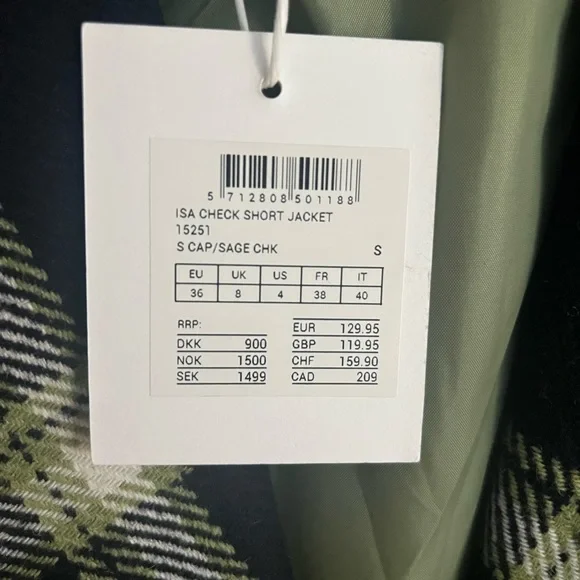 5 712808 501188
ISA CHECK SHORT JACKET
15251
S CAP/SAGE CHK S
EU UK US FR IT
36 8 4 38 40
RRP: EUR 129.95
DKK 900 GBP 119.95
NOK 1500 CHF 159.90
SEK 1499 CAD 209